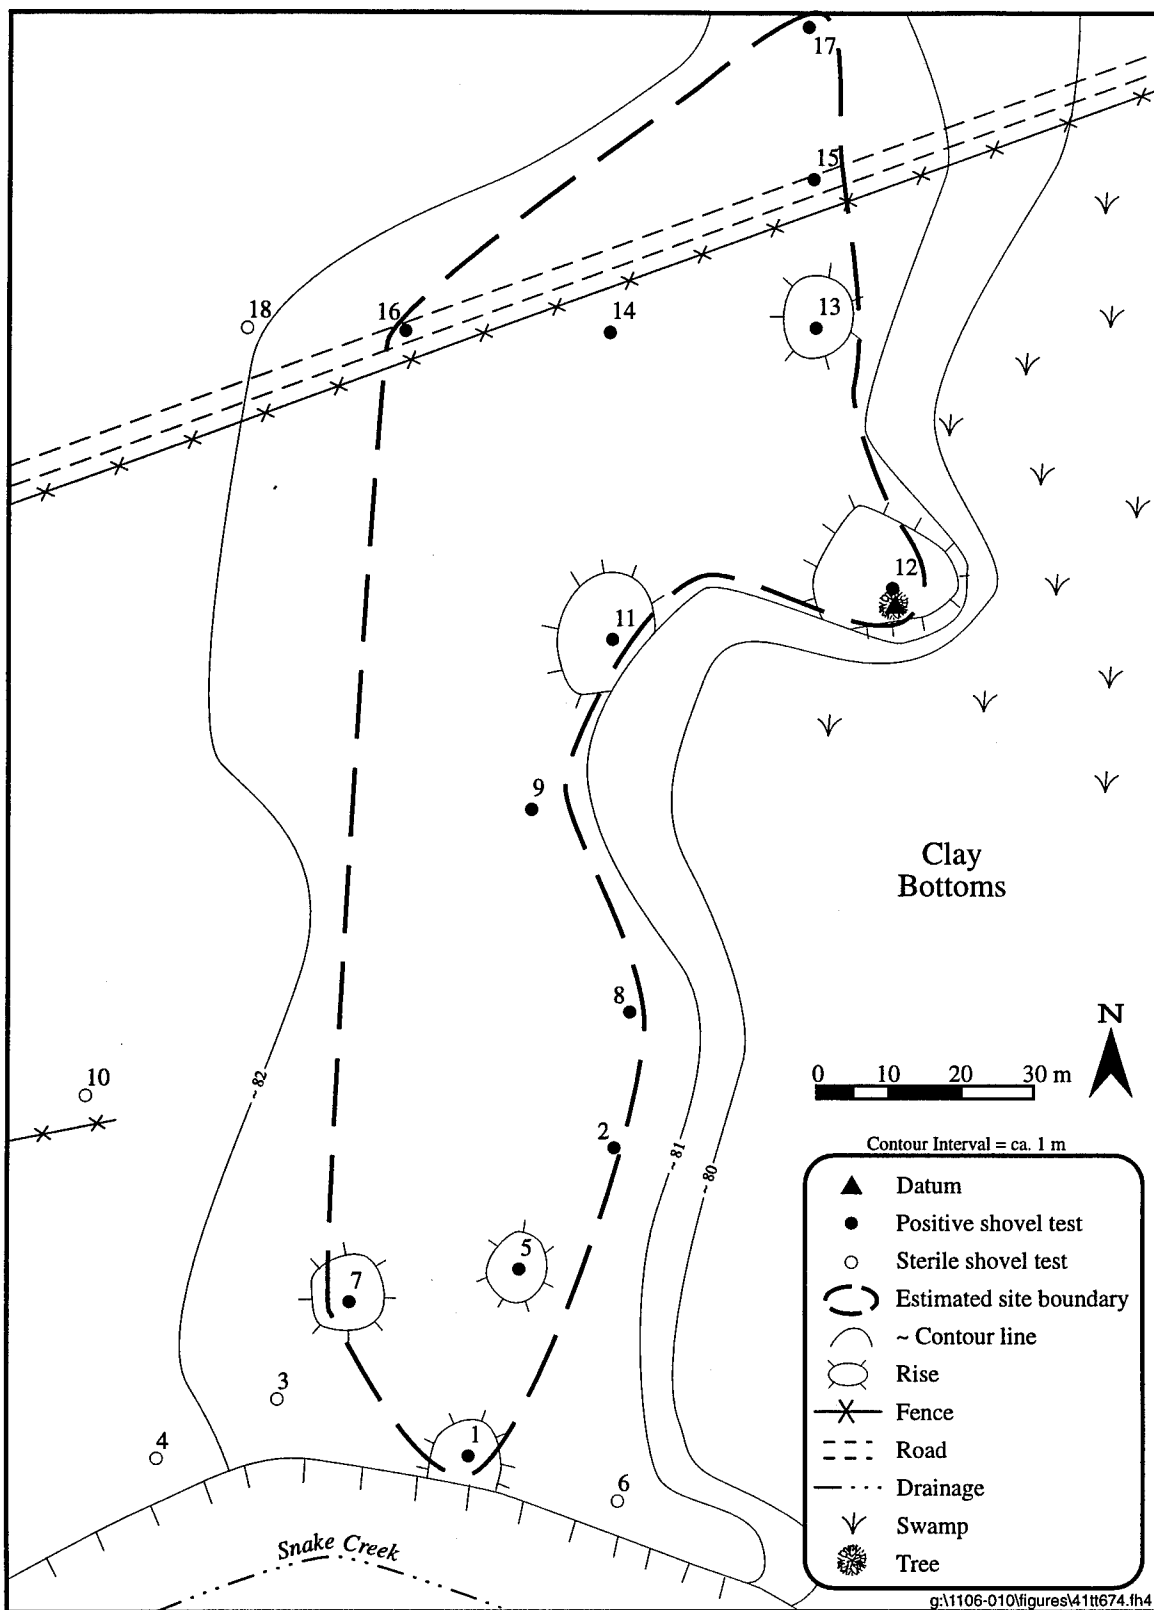 17
15
18
16
14
13
12
11
9
Clay
Bottoms
8
N
10
~ 82
0 10 20 30 m
2
~ 81
~ 80
Contour Interval = ca. 1 m
Datum
Positive shovel test
Sterile shovel test
Estimated site boundary
~ Contour line
Rise
Fence
Road
Drainage
Swamp
Tree
5
7
3
4
1
6
Snake Creek
g:\1106-010\figures\41tt674.fh4